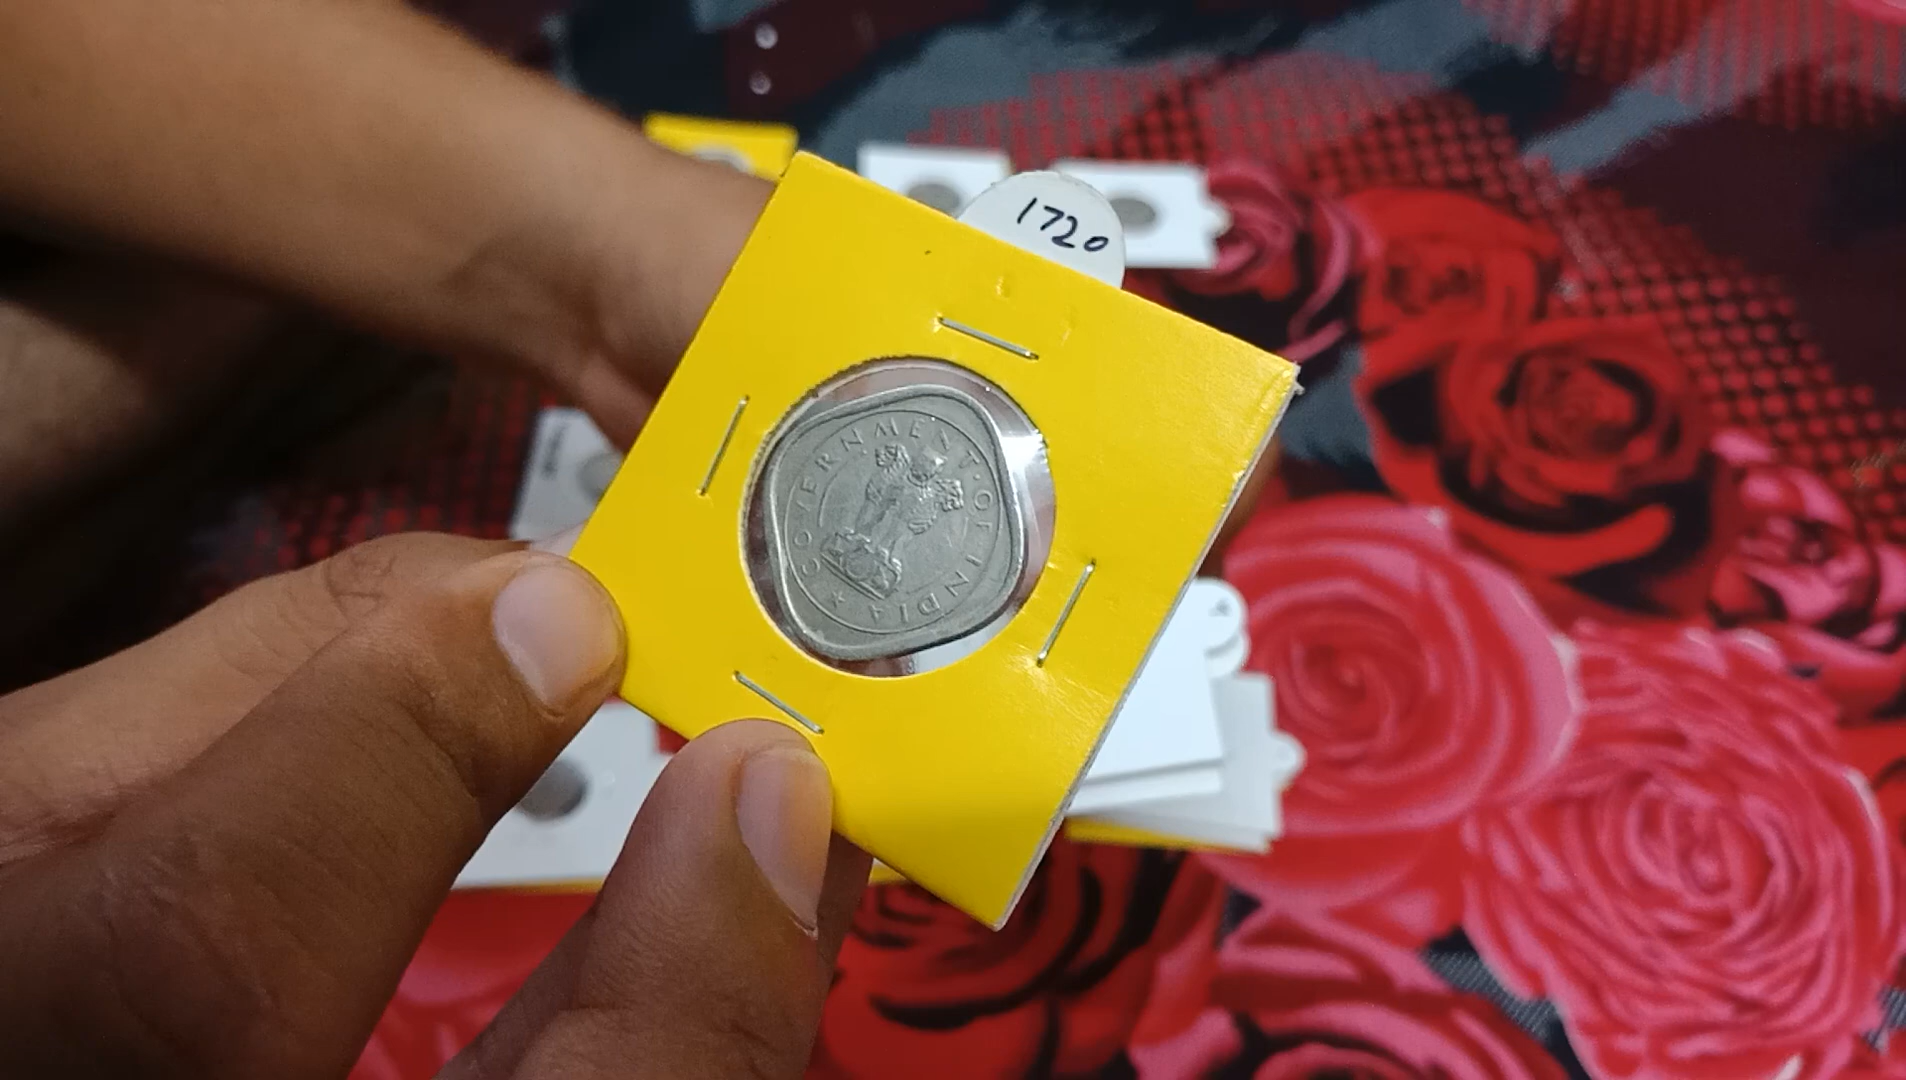 1720
GOVERNMENT · OF INDIA ★